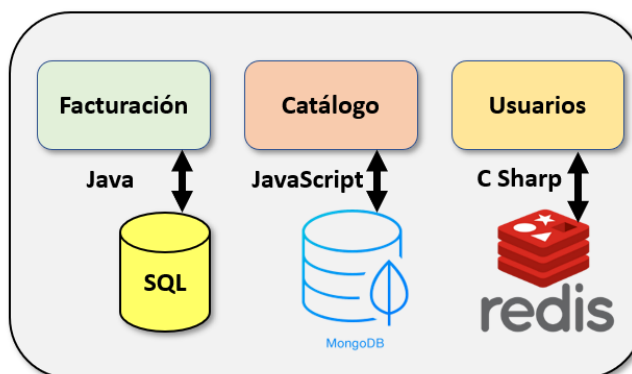 Facturación
Catálogo
Usuarios
Java
JavaScript
C Sharp
SQL
MongoDB
redis